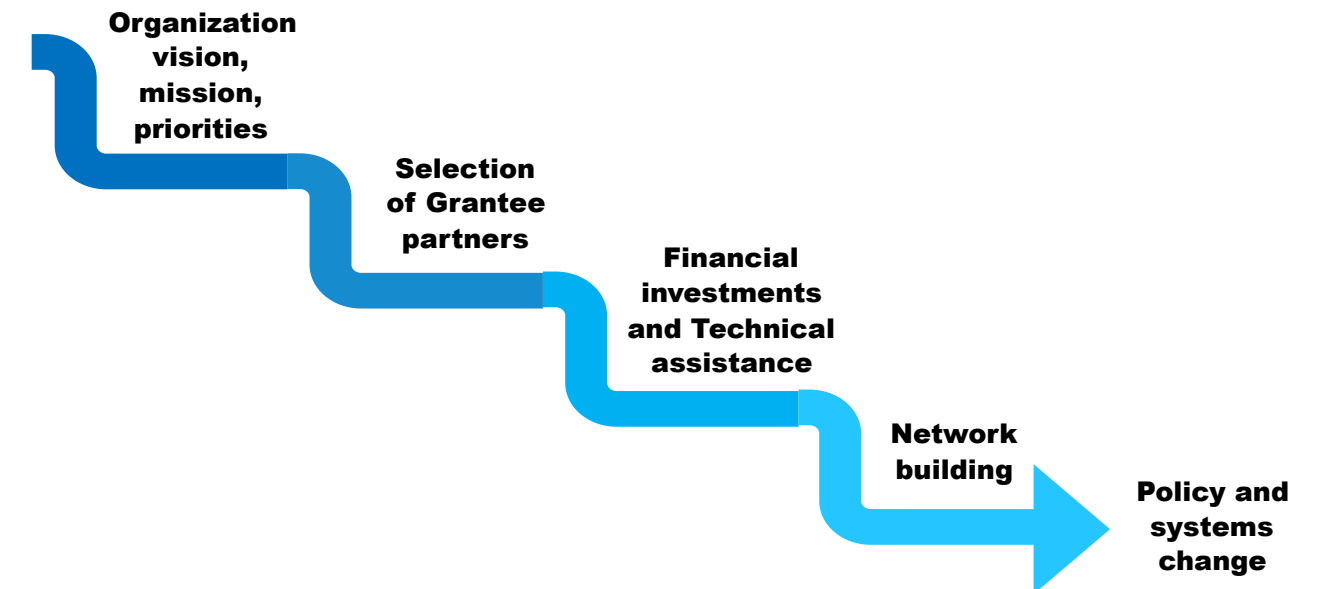 Organization
vision,
mission,
priorities
Selection
of Grantee
partners
Financial
investments
and Technical
assistance
Network
building
Policy and
systems
change